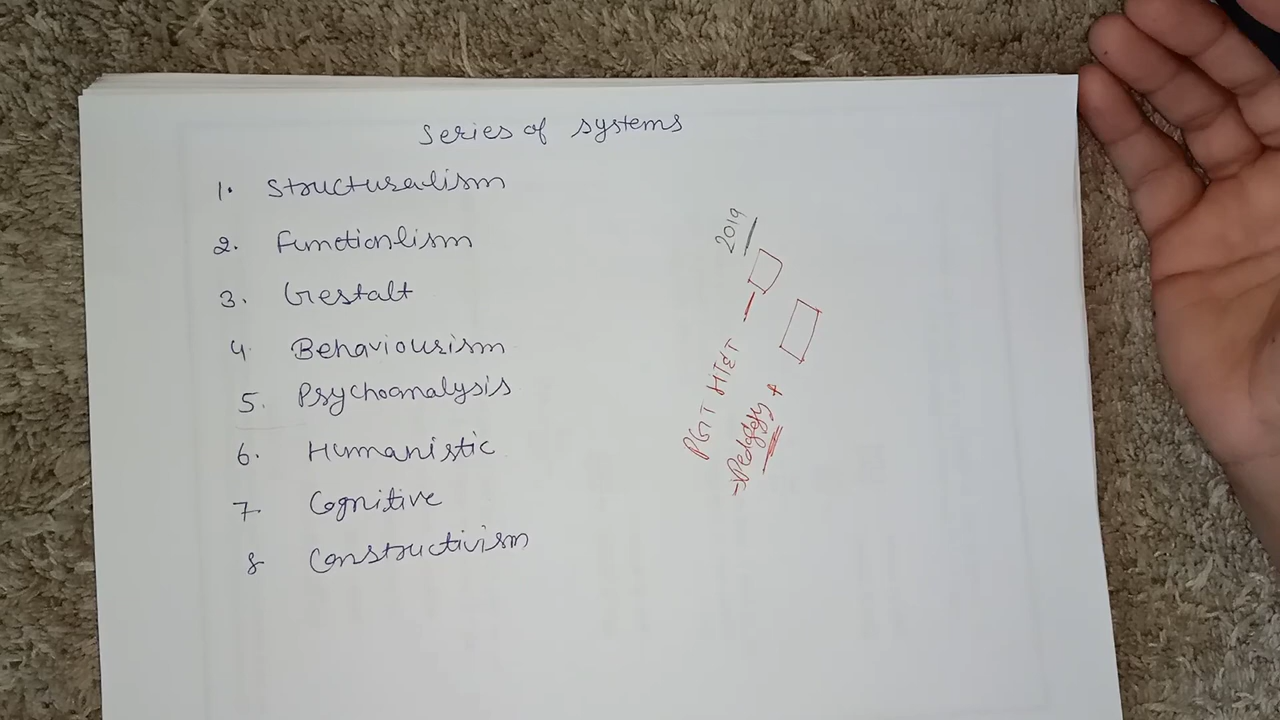 Series of systems
1. Structuralism
2. Functionlism
3. Gestalt
4. Behaviourism
5. Psychoanalysis
6. Humanistic
7. Cognitive
8 Constructivism
2019
PGT HTET